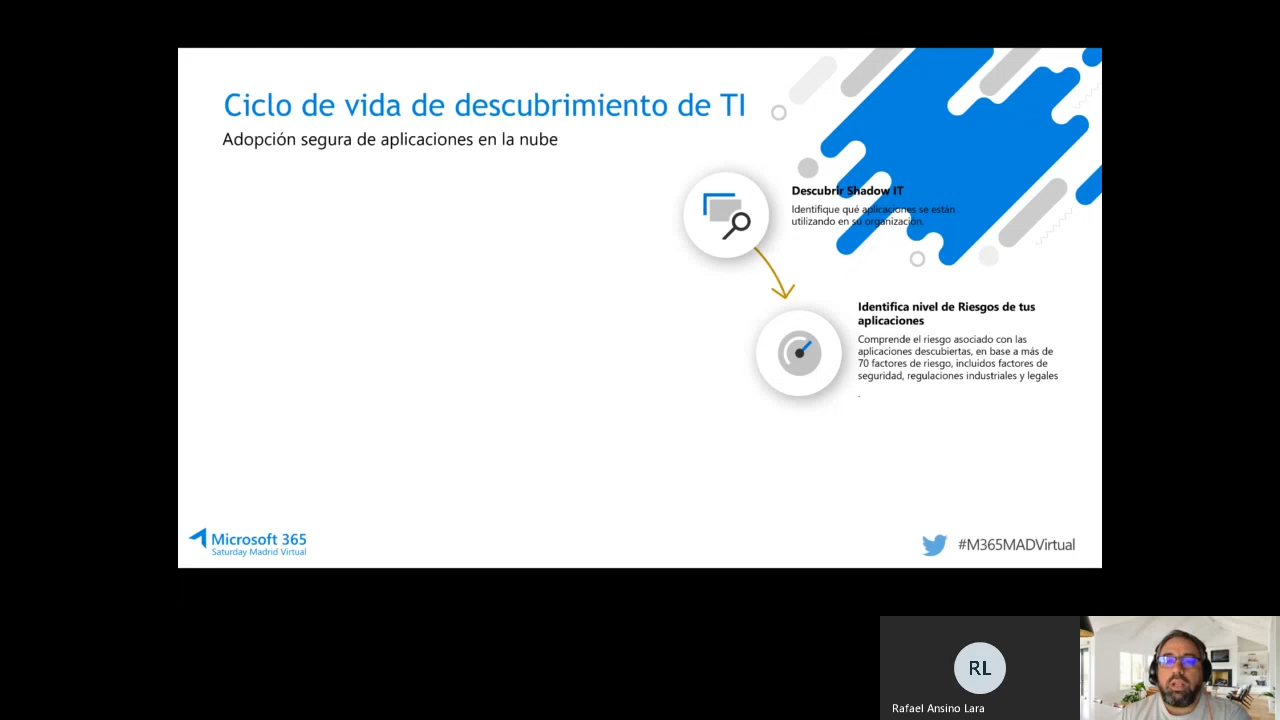 Ciclo de vida de descubrimiento de TI
Adopción segura de aplicaciones en la nube
Descubrir Shadow IT
Identifique qué aplicaciones se están
utilizando en su organización.
Identifica nivel de Riesgos de tus
aplicaciones
Comprende el riesgo asociado con las
aplicaciones descubiertas, en base a más de
70 factores de riesgo, incluidos factores de
seguridad, regulaciones industriales y legales
.
Microsoft 365
Saturday Madrid Virtual
#M365MADVirtual
RL
Rafael Ansino Lara